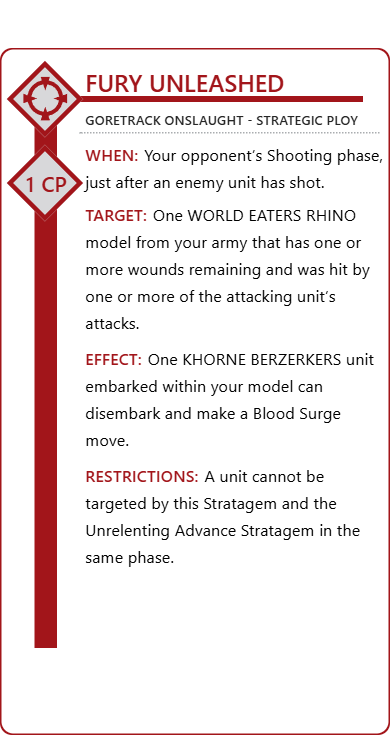 FURY UNLEASHED
GORETRACK ONSLAUGHT - STRATEGIC PLOY
1 CP
WHEN: Your opponent's Shooting phase,
just after an enemy unit has shot.
TARGET: One WORLD EATERS RHINO
model from your army that has one or
more wounds remaining and was hit by
one or more of the attacking unit's
attacks.
EFFECT: One KHORNE BERZERKERS unit
embarked within your model can
disembark and make a Blood Surge
move.
RESTRICTIONS: A unit cannot be
targeted by this Stratagem and the
Unrelenting Advance Stratagem in the
same phase.